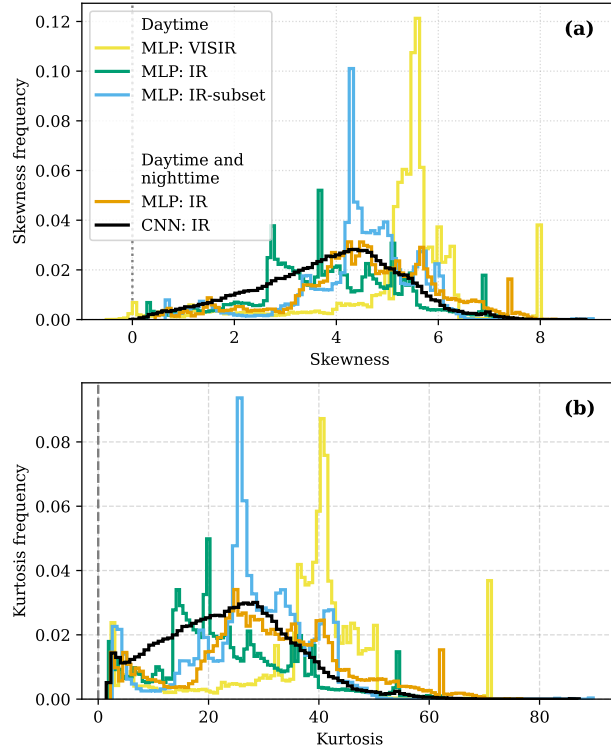 (a)
Daytime
MLP: VISIR
MLP: IR
MLP: IR-subset
Daytime and
nighttime
MLP: IR
CNN: IR
Skewness frequency
0.12
0.10
0.08
0.06
0.04
0.02
0.00
0 2 4 6 8
Skewness
(b)
Kurtosis frequency
0.08
0.06
0.04
0.02
0.00
0 20 40 60 80
Kurtosis